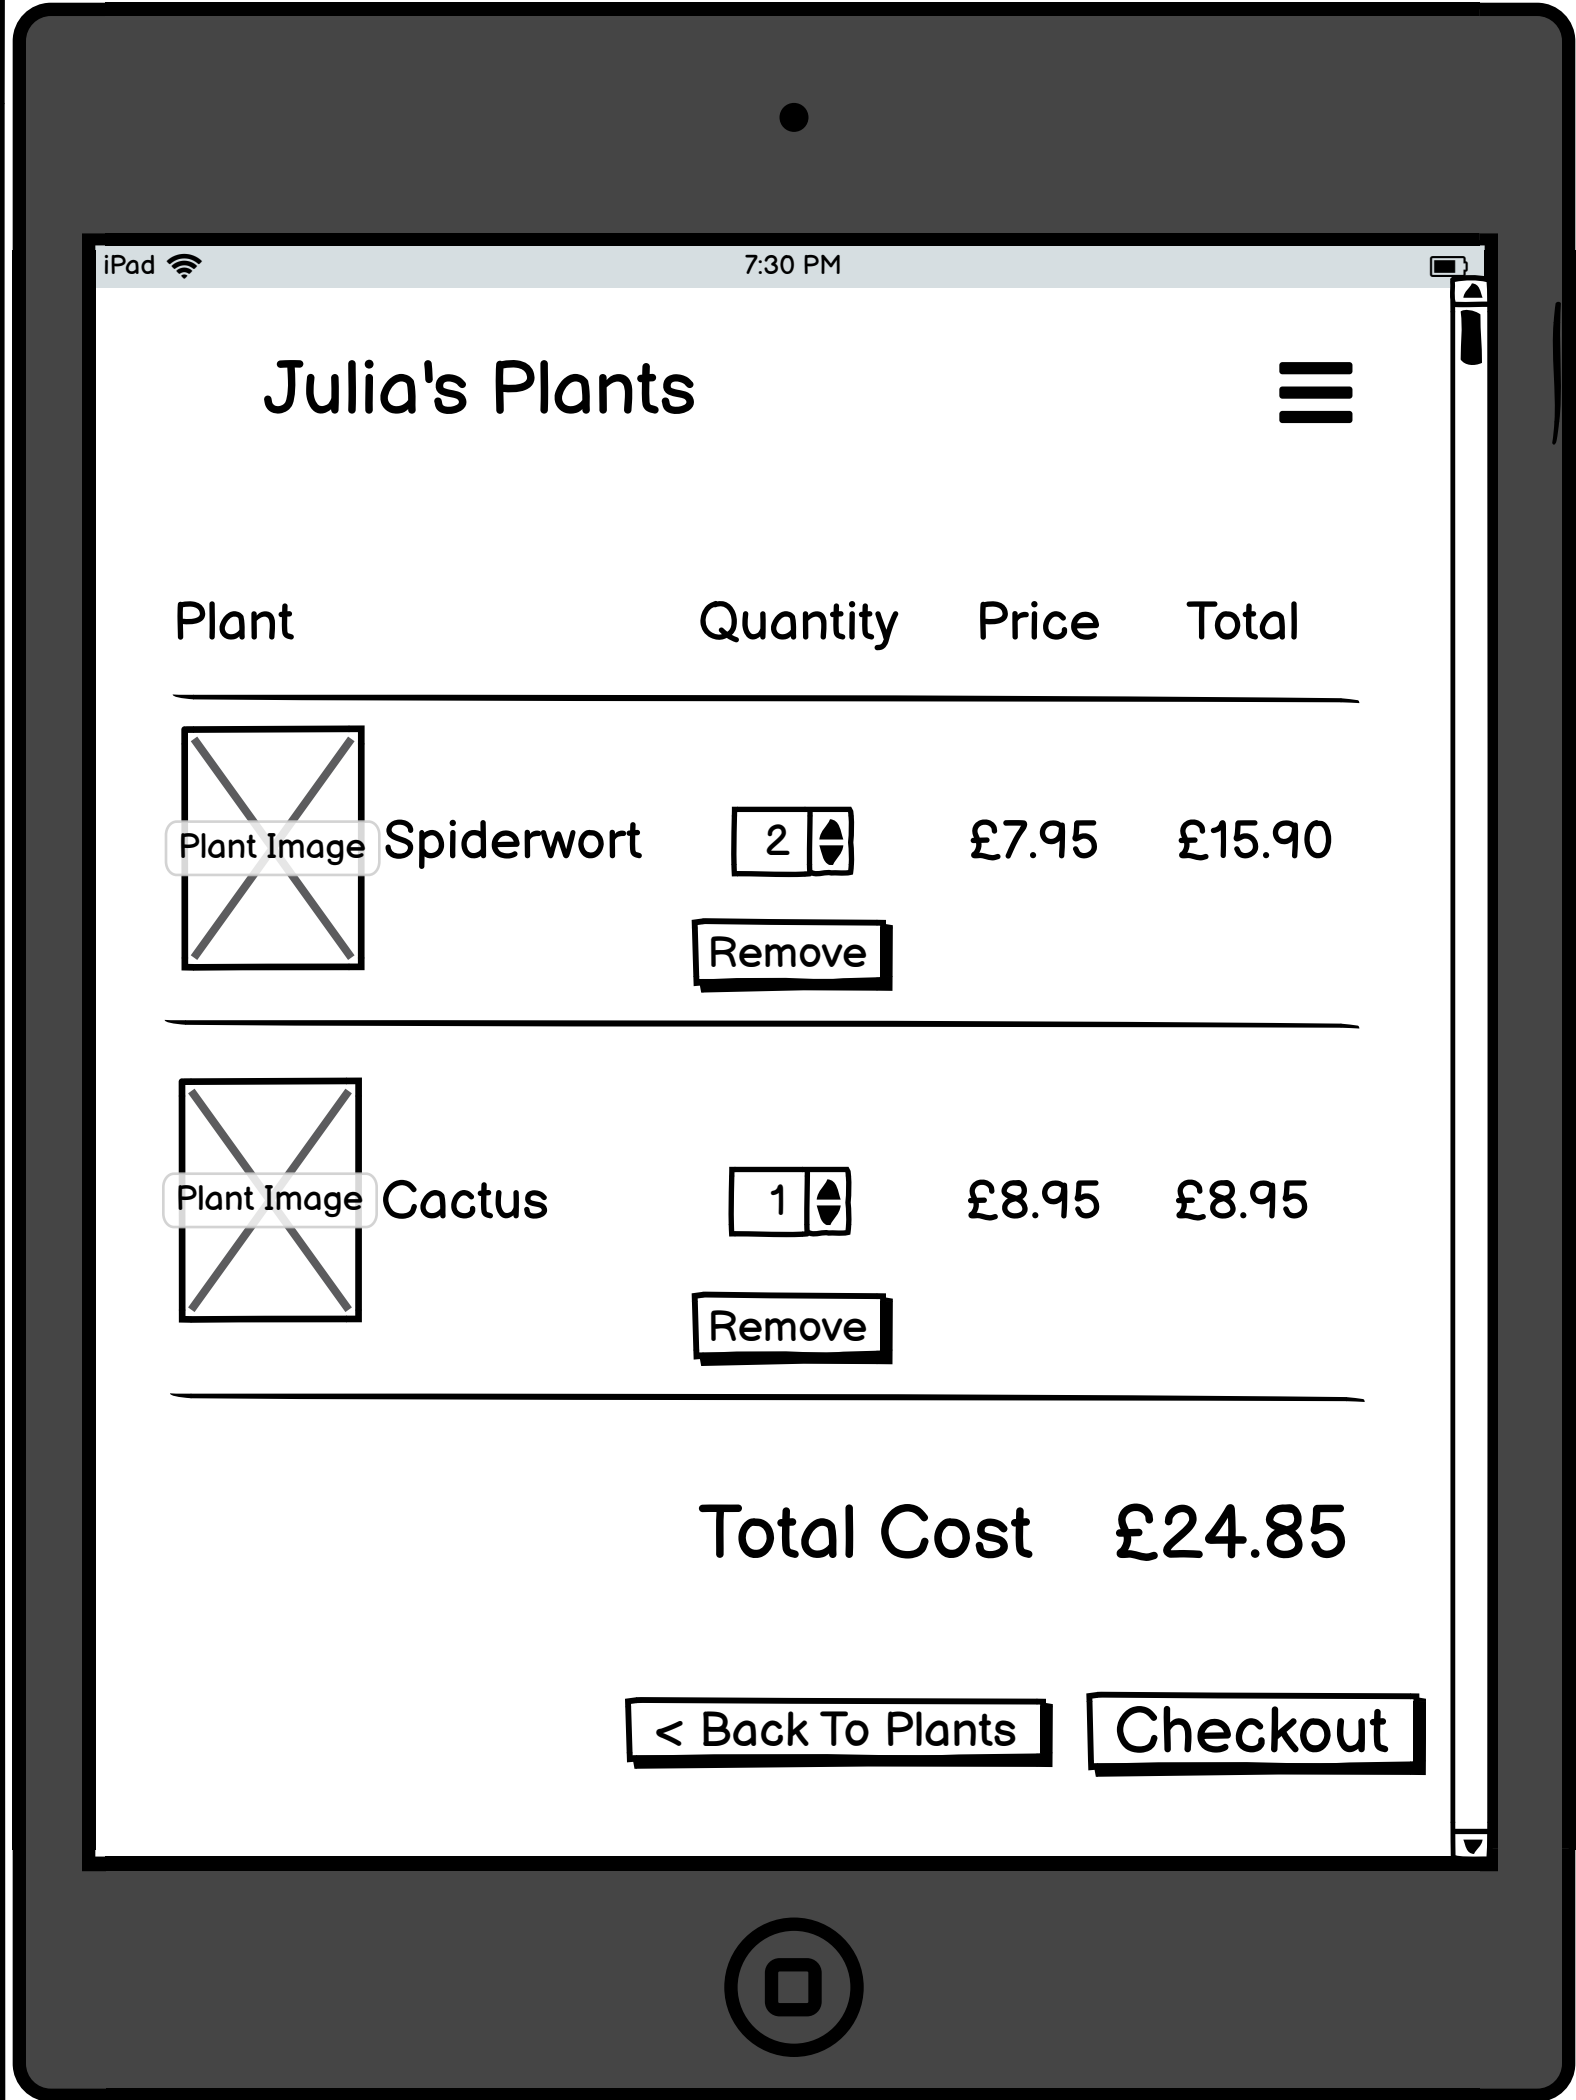 iPad 7:30 PM
Julia's Plants
Plant Quantity Price Total
Plant Image Spiderwort 2 £7.95 £15.90
Remove
Plant Image Cactus 1 £8.95 £8.95
Remove
Total Cost £24.85
< Back To Plants Checkout